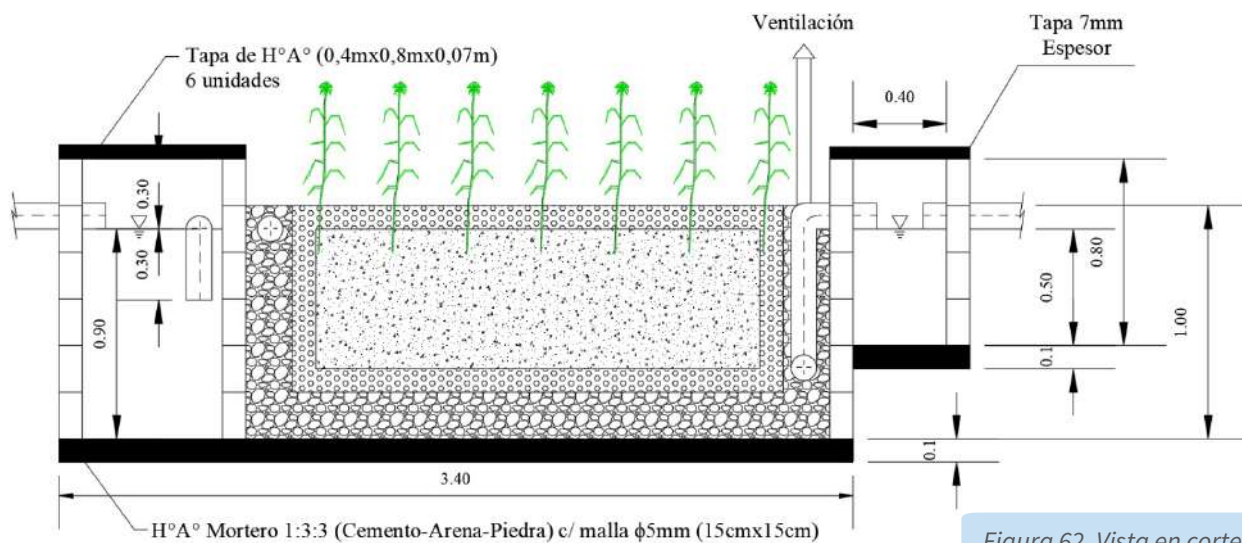 Ventilación
Tapa 7mm
Espesor
Tapa de H°A° (0,4mx0,8mx0,07m)
6 unidades
0.40
0.30
0.30
0.90
0.80
0.50
1.00
0.1
0.1
3.40
H°A° Mortero 1:3:3 (Cemento-Arena-Piedra) c/ malla ϕ5mm (15cmx15cm)
Figura 62. Vista en corte